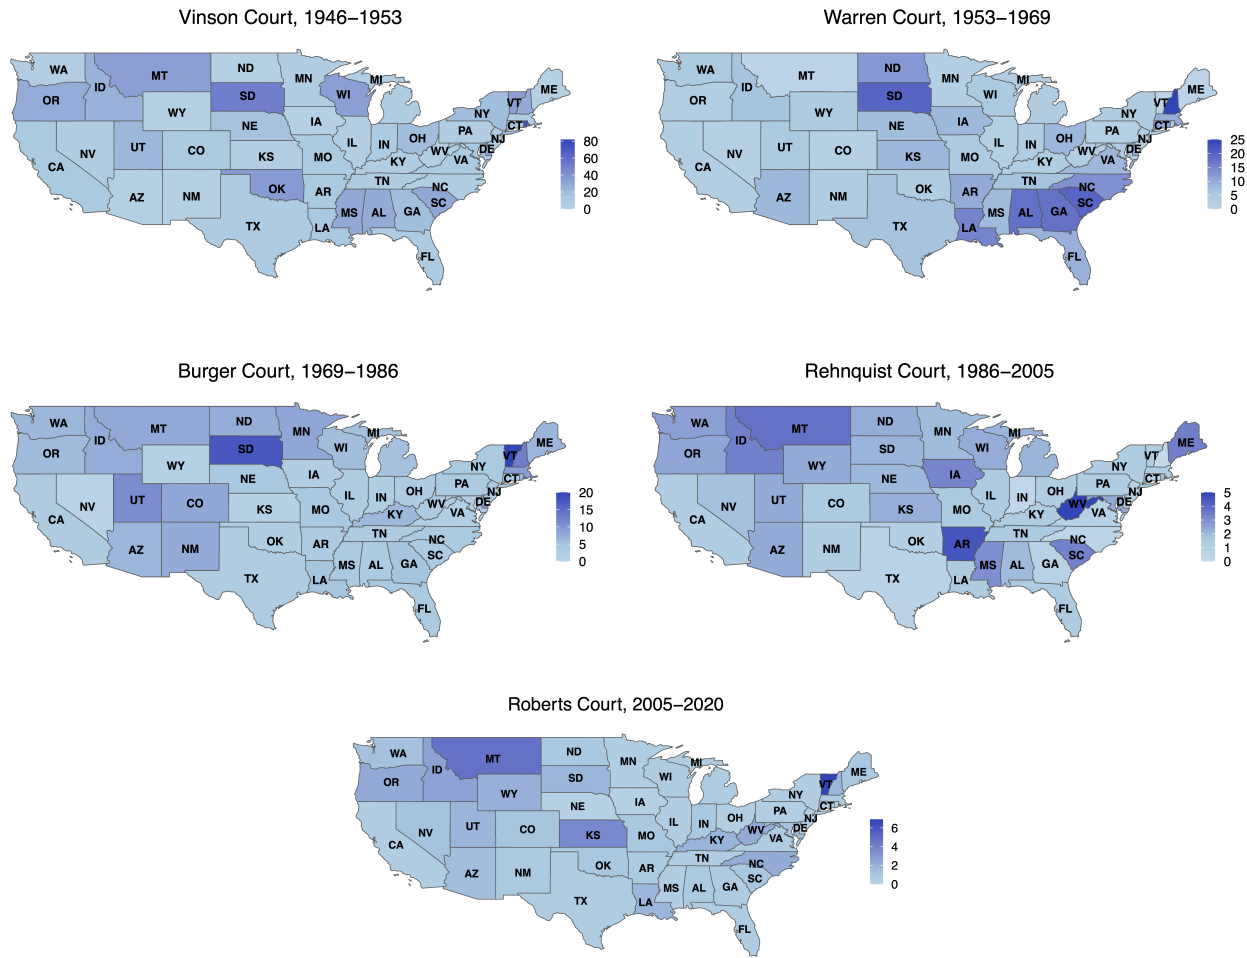 Vinson Court, 1946−1953
WA
MT
ND
MN
MI
ME
OR
ID
SD
WI
VT
WY
NY
NE
IA
PA
CT
NV
UT
CO
IL
IN
OH
NJ
CA
KS
MO
WV
DE
KY
VA
AZ
NM
OK
AR
TN
NC
TX
MS
AL
GA
SC
LA
FL
80
60
40
20
0
Warren Court, 1953−1969
WA
MT
ND
MN
MI
ME
OR
ID
SD
WI
VT
WY
NY
NE
IA
PA
CT
NV
UT
CO
IL
IN
OH
NJ
CA
KS
MO
WV
DE
KY
VA
AZ
NM
OK
AR
TN
NC
TX
MS
AL
GA
SC
LA
FL
25
20
15
10
5
0
Burger Court, 1969−1986
WA
MT
ND
MN
MI
ME
OR
ID
SD
WI
VT
WY
NY
NE
IA
PA
CT
NV
UT
CO
IL
IN
OH
NJ
CA
KS
MO
WV
DE
KY
VA
AZ
NM
OK
AR
TN
NC
TX
MS
AL
GA
SC
LA
FL
20
15
10
5
0
Rehnquist Court, 1986−2005
WA
MT
ND
MN
MI
ME
OR
ID
SD
WI
VT
WY
NY
NE
IA
PA
CT
NV
UT
CO
IL
IN
OH
NJ
CA
KS
MO
WV
DE
KY
VA
AZ
NM
OK
AR
TN
NC
TX
MS
AL
GA
SC
LA
FL
5
4
3
2
1
0
Roberts Court, 2005−2020
WA
MT
ND
MN
MI
ME
OR
ID
SD
WI
VT
WY
NY
NE
IA
PA
CT
NV
UT
CO
IL
IN
OH
NJ
CA
KS
MO
WV
DE
KY
VA
AZ
NM
OK
AR
TN
NC
TX
MS
AL
GA
SC
LA
FL
6
4
2
0